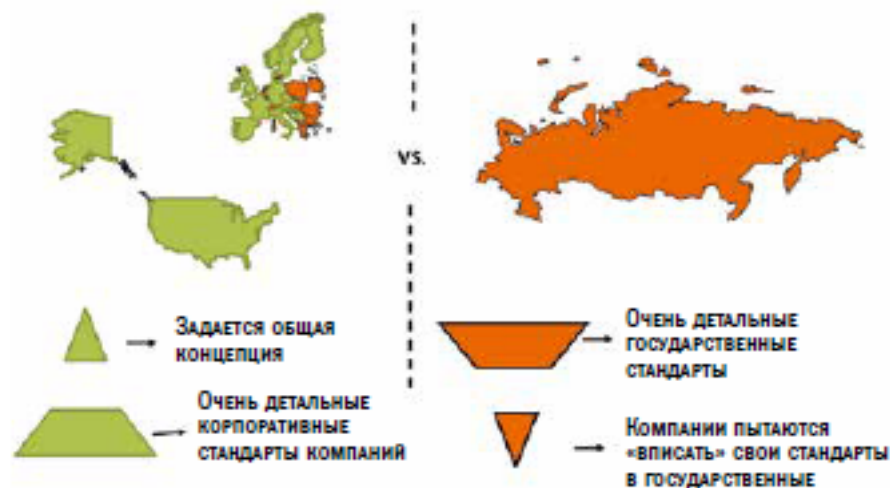 VS.
Задается общая
концепция
Очень детальные
корпоративные
стандарты компаний
Очень детальные
государственные
стандарты
Компании пытаются
«вписать» свои стандарты
в государственные